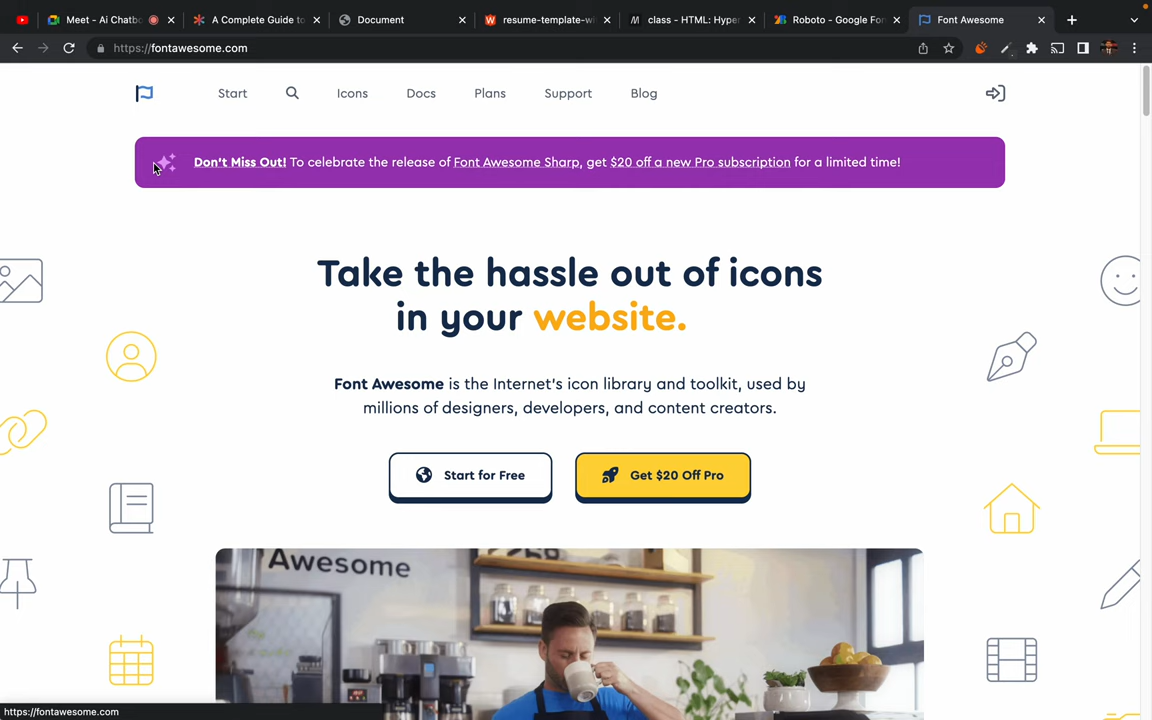 Meet - Ai Chatbo
A Complete Guide to
Document
resume-template-wi
class - HTML: Hyper
Roboto - Google Fon
Font Awesome
https://fontawesome.com
Start
Icons
Docs
Plans
Support
Blog
Don't Miss Out! To celebrate the release of Font Awesome Sharp, get $20 off a new Pro subscription for a limited time!
Take the hassle out of icons
in your website.
Font Awesome is the Internet's icon library and toolkit, used by
millions of designers, developers, and content creators.
Start for Free
Get $20 Off Pro
Awesome
https://fontawesome.com